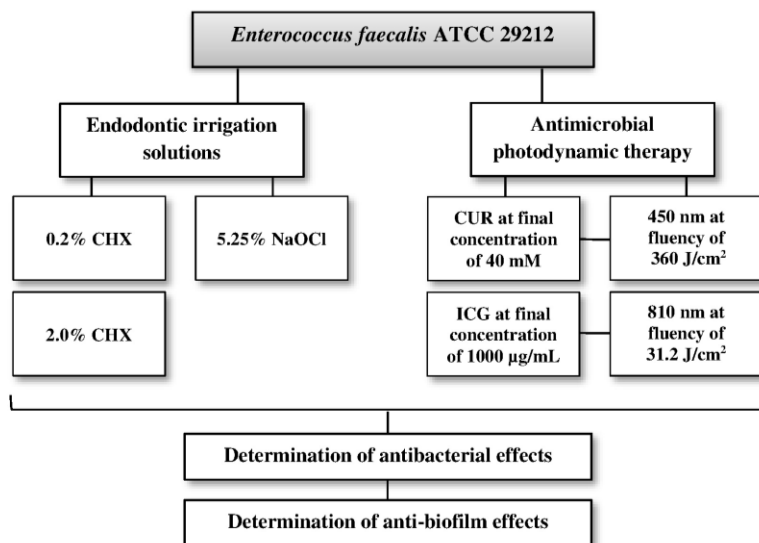 Enterococcus faecalis ATCC 29212
Endodontic irrigation
solutions
Antimicrobial
photodynamic therapy
0.2% CHX
5.25% NaOCl
CUR at final
concentration
of 40 mM
450 nm at
fluency of
360 J/cm²
2.0% CHX
ICG at final
concentration
of 1000 µg/mL
810 nm at
fluency of
31.2 J/cm²
Determination of antibacterial effects
Determination of anti-biofilm effects